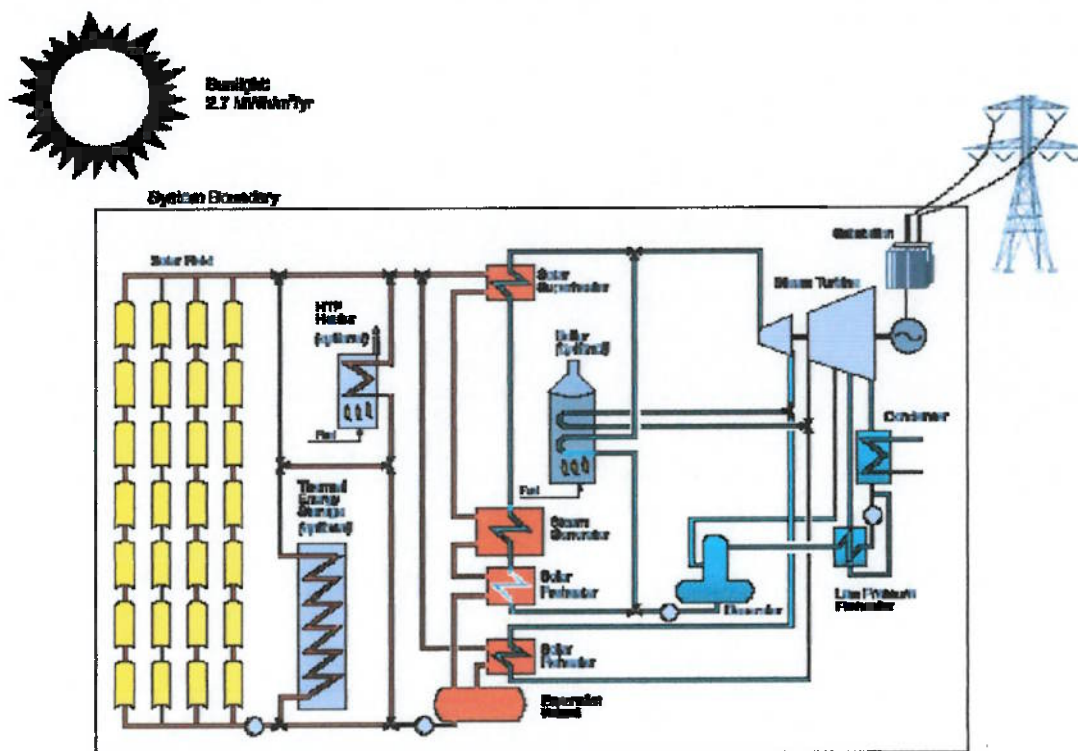 Sunlight:
2.7 MWh/m²/yr
System Boundary
Solar Field
HTF
Heater
(optional)
Fuel
Thermal
Energy
Storage
(optional)
Solar
Superheater
Boiler
(optional)
Fuel
Steam
Generator
Solar
Preheater
Solar
Reheater
Expansion
Vessel
Deaerator
Steam Turbine
Substation
Condenser
Low Pressure
Preheater